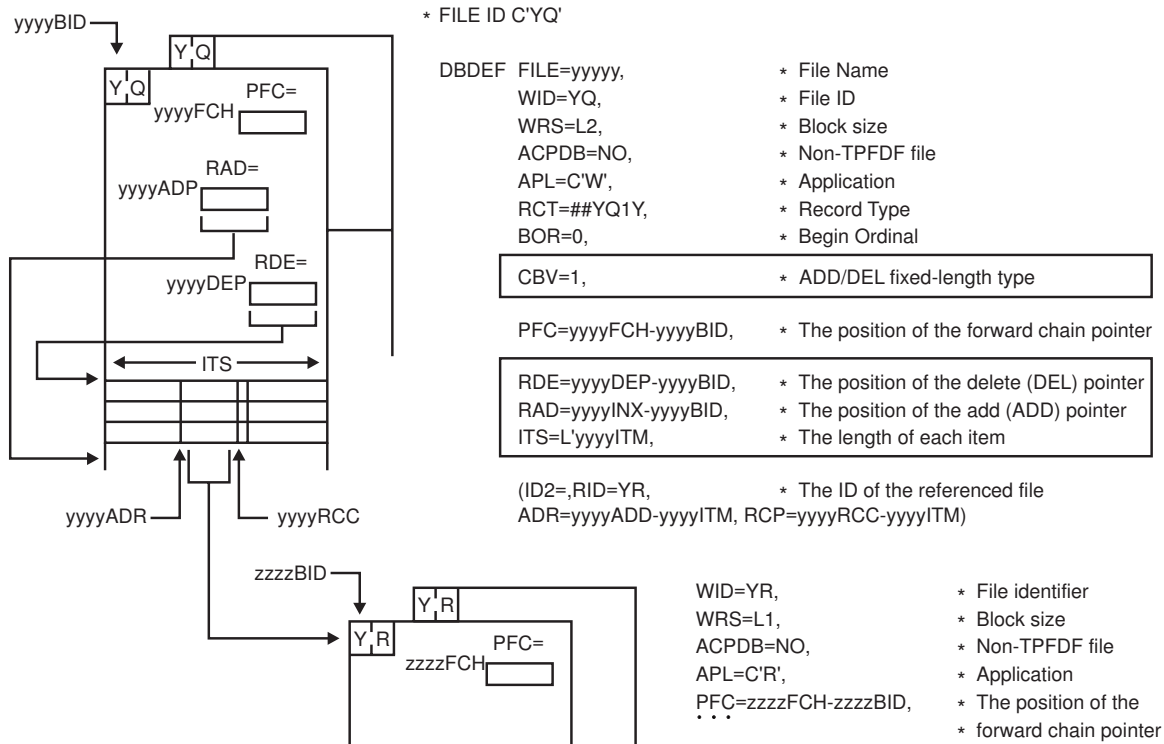 yyyyBID
Y Q
Y Q
PFC=
yyyyFCH
RAD=
yyyyADP
RDE=
yyyyDEP
ITS
yyyyADR
yyyyRCC
* FILE ID C'YQ'
DBDEF FILE=yyyyy, * File Name
WID=YQ, * File ID
WRS=L2, * Block size
ACPDB=NO, * Non-TPFDF file
APL=C'W', * Application
RCT=##YQ1Y, * Record Type
BOR=0, * Begin Ordinal
CBV=1, * ADD/DEL fixed-length type
PFC=yyyyFCH-yyyyBID, * The position of the forward chain pointer
RDE=yyyyDEP-yyyyBID, * The position of the delete (DEL) pointer
RAD=yyyyINX-yyyyBID, * The position of the add (ADD) pointer
ITS=L'yyyyITM, * The length of each item
(ID2=,RID=YR, * The ID of the referenced file
ADR=yyyyADD-yyyyITM, RCP=yyyyRCC-yyyyITM)
zzzzBID
Y R
Y R
PFC=
zzzzFCH
WID=YR, * File identifier
WRS=L1, * Block size
ACPDB=NO, * Non-TPFDF file
APL=C'R', * Application
PFC=zzzzFCH-zzzzBID, * The position of the
. . . * forward chain pointer